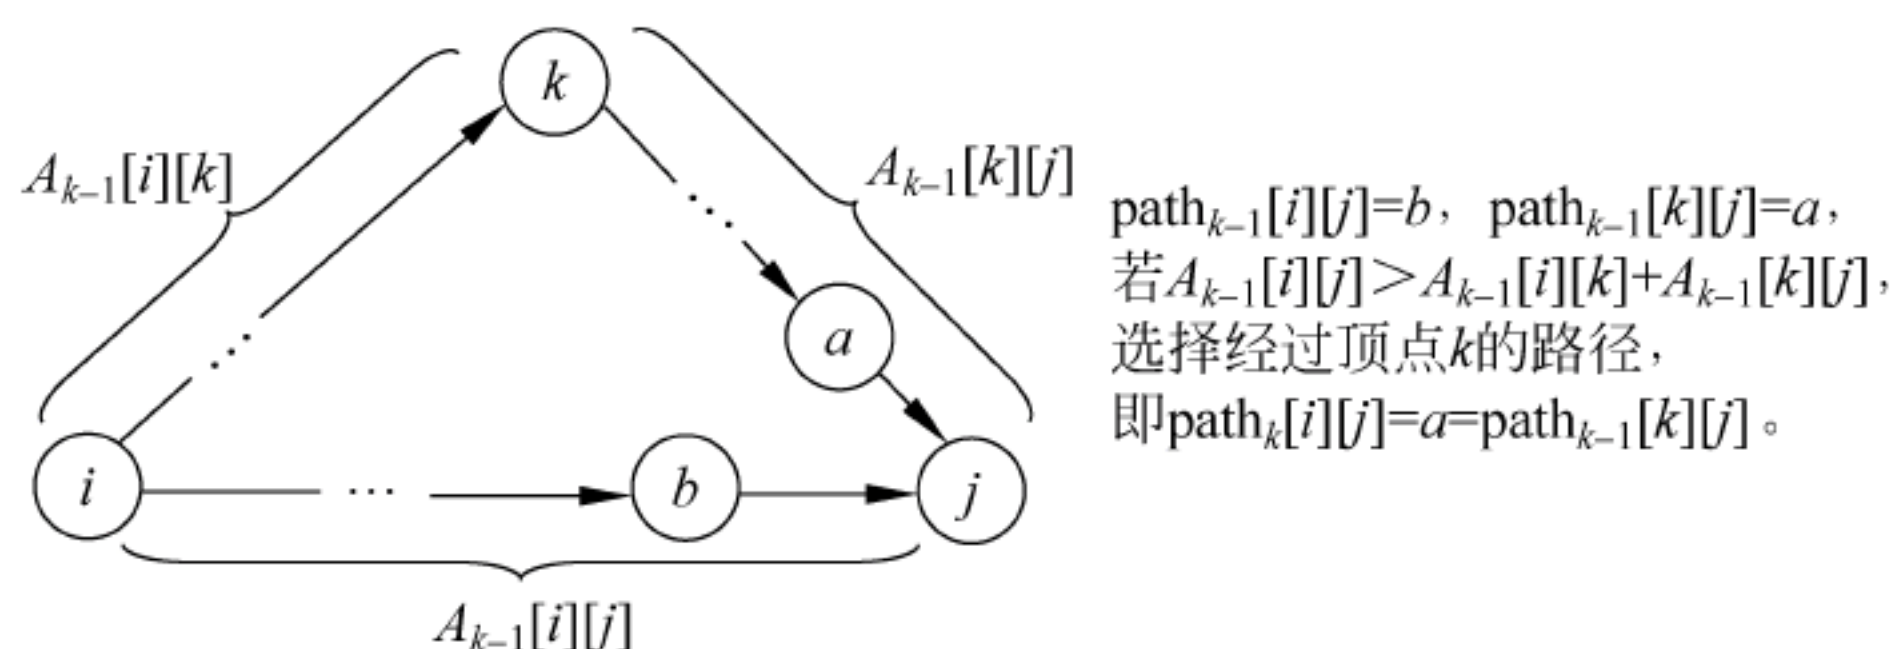 k
A_{k-1}[i][k]
A_{k-1}[k][j]
path_{k-1}[i][j]=b，path_{k-1}[k][j]=a，
若A_{k-1}[i][j]＞A_{k-1}[i][k]+A_{k-1}[k][j]，
选择经过顶点k的路径，
即path_k[i][j]=a=path_{k-1}[k][j]。
a
i
b
j
A_{k-1}[i][j]